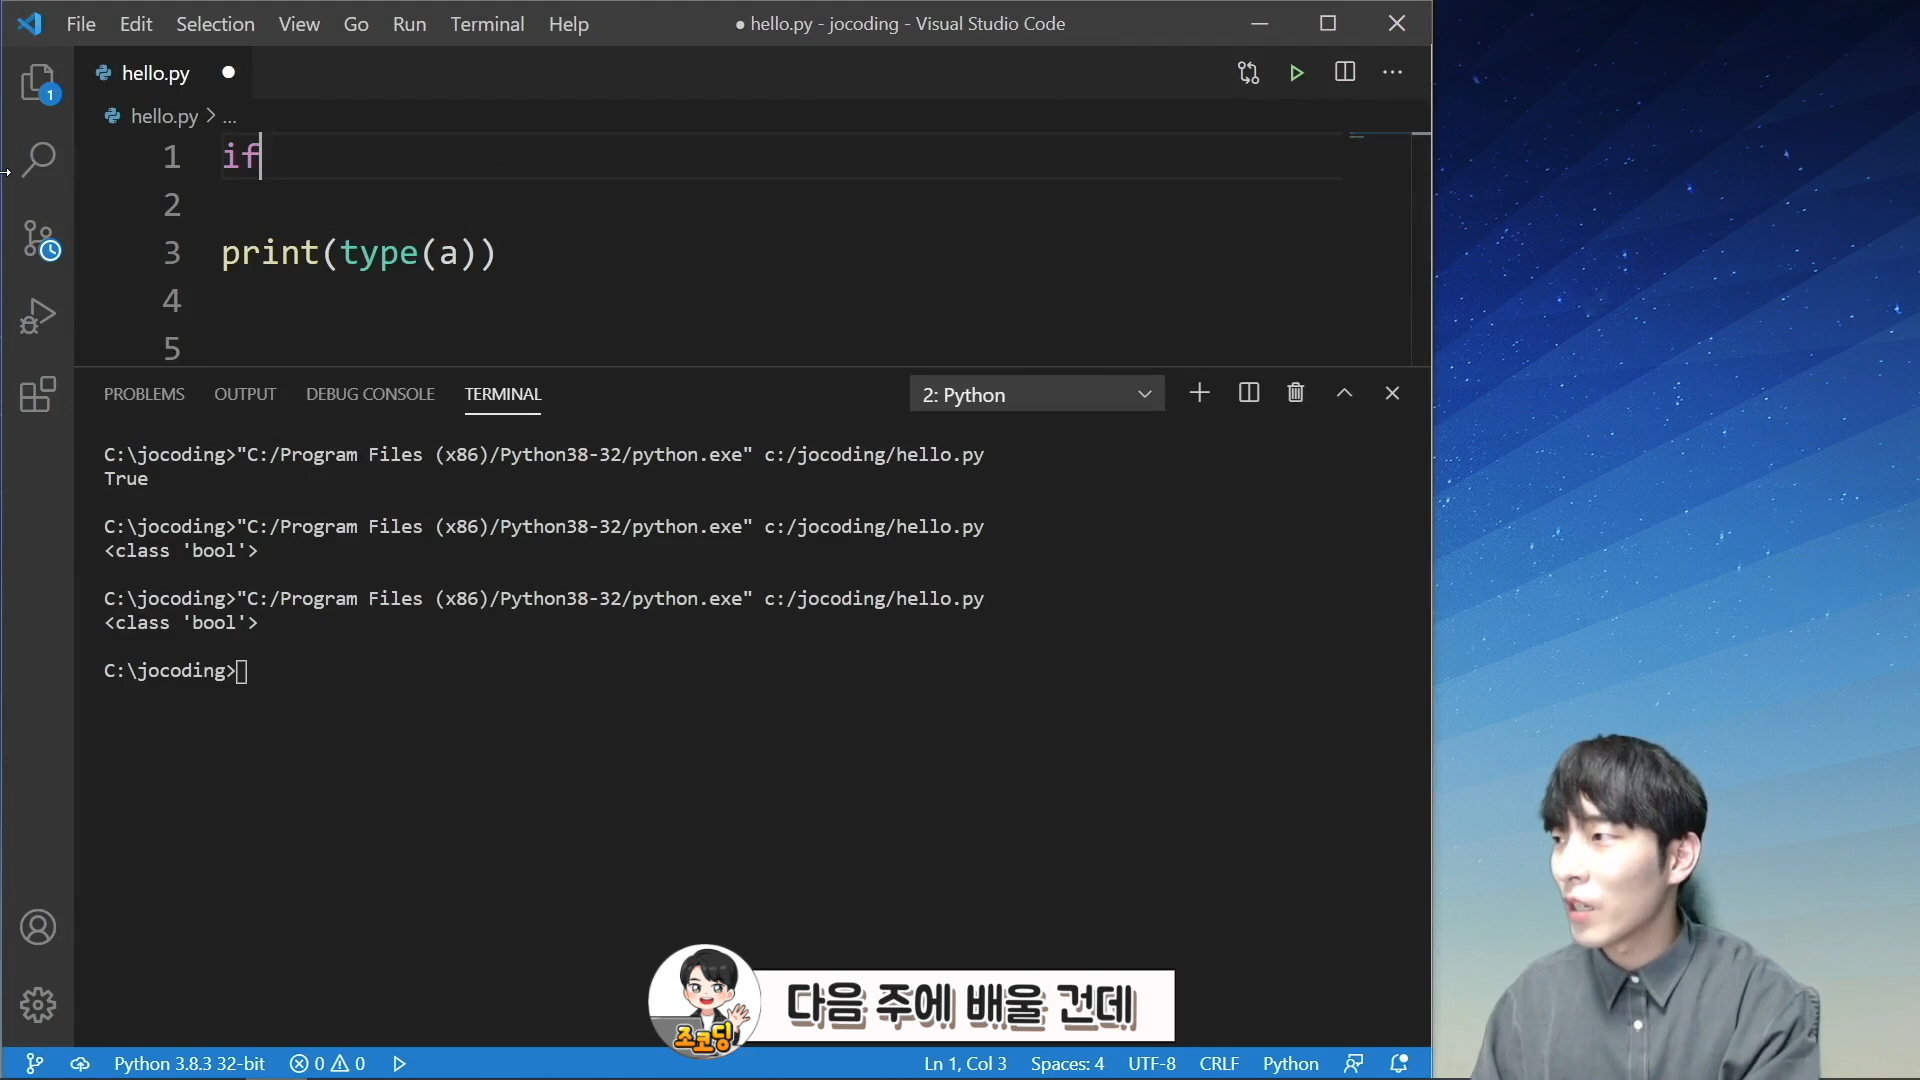 File Edit Selection View Go Run Terminal Help
● hello.py - jocoding - Visual Studio Code
hello.py
1
hello.py > ...
1 if
2
3 print(type(a))
4
5
PROBLEMS OUTPUT DEBUG CONSOLE TERMINAL
2: Python
C:\jocoding>"C:/Program Files (x86)/Python38-32/python.exe" c:/jocoding/hello.py
True
C:\jocoding>"C:/Program Files (x86)/Python38-32/python.exe" c:/jocoding/hello.py
<class 'bool'>
C:\jocoding>"C:/Program Files (x86)/Python38-32/python.exe" c:/jocoding/hello.py
<class 'bool'>
C:\jocoding>
다음 주에 배울 건데
조코딩
Python 3.8.3 32-bit 0 0 Ln 1, Col 3 Spaces: 4 UTF-8 CRLF Python